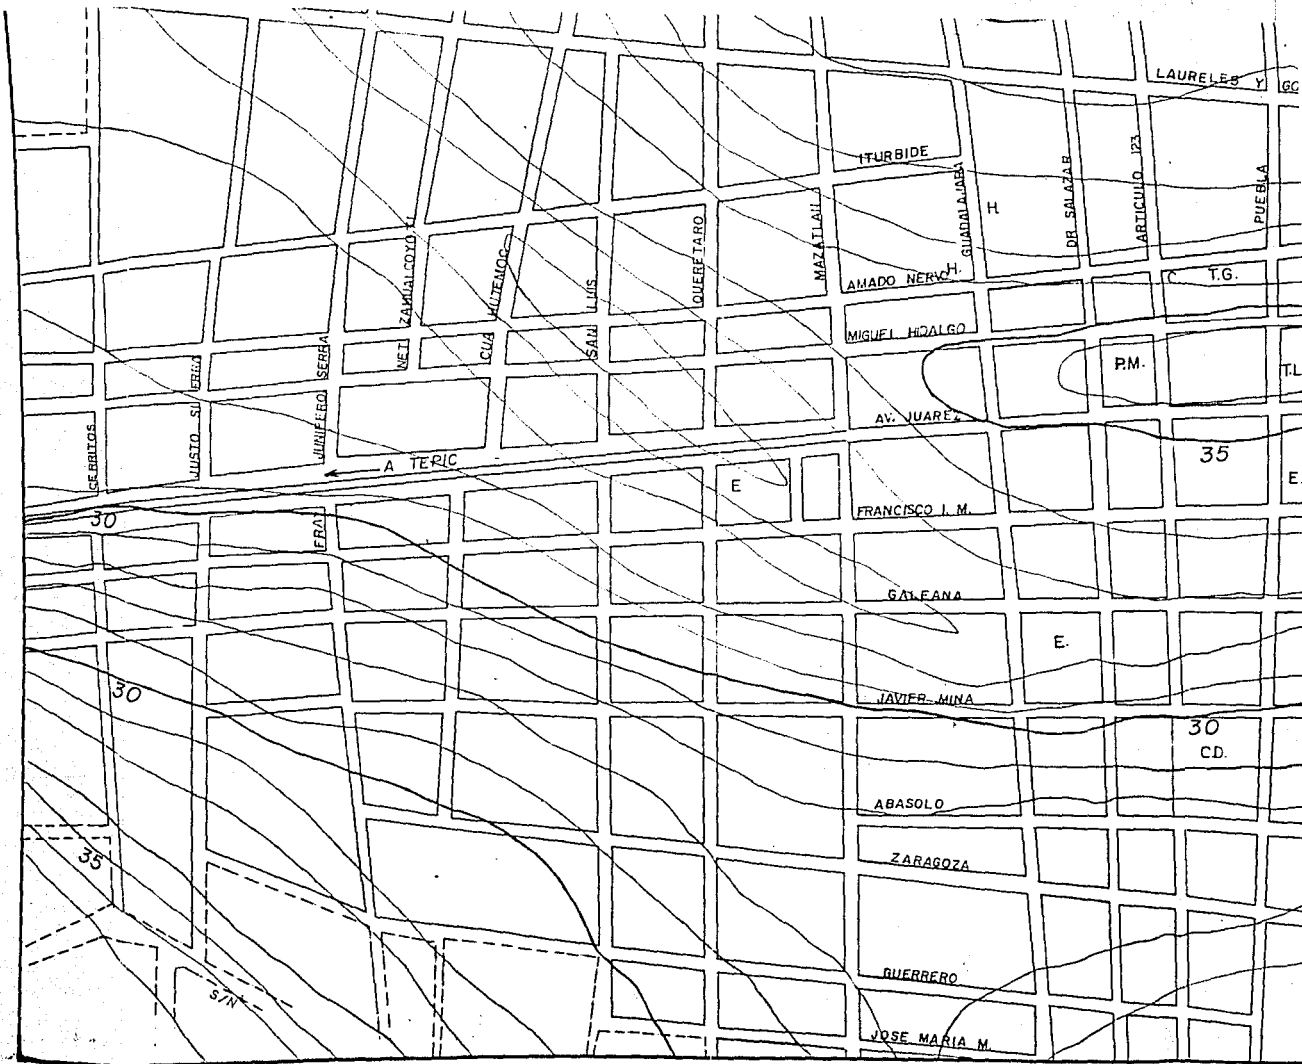 LAURELES Y GO
ITURBIDE
ARTICULO 123
DR SALAZAR
GUADALAJARA
PUEBLA
H.
MAZATLAN
QUERETARO
NETZAHUALCOYOTL
CUAUHTEMOC
SAN LUIS
AMADO NERVO
H.
C
T.G.
MIGUEL HIDALGO
JUSTO SIERRA
FRAY JUNIPERO SERRA
P.M.
T.L
AV. JUAREZ
CERRITOS
35
A TERIC
E
E.
FRANCISCO I. M.
30
GALEANA
E.
30
JAVIER MINA
30
C.D.
ABASOLO
35
ZARAGOZA
GUERRERO
S/N
JOSE MARIA M.